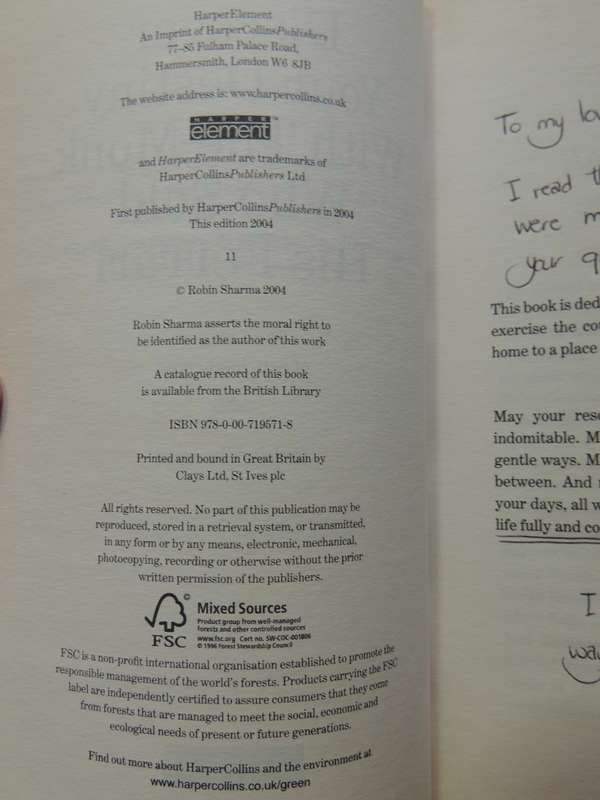 HarperElement
An Imprint of HarperCollinsPublishers
77–85 Fulham Palace Road,
Hammersmith, London W6 8JB
The website address is: www.harpercollins.co.uk
HARPER
element™
and HarperElement are trademarks of
HarperCollinsPublishers Ltd
First published by HarperCollinsPublishers in 2004
This edition 2004
11
© Robin Sharma 2004
Robin Sharma asserts the moral right to
be identified as the author of this work
A catalogue record of this book
is available from the British Library
ISBN 978-0-00-719571-8
Printed and bound in Great Britain by
Clays Ltd, St Ives plc
All rights reserved. No part of this publication may be
reproduced, stored in a retrieval system, or transmitted,
in any form or by any means, electronic, mechanical,
photocopying, recording or otherwise without the prior
written permission of the publishers.
©
FSC
Mixed Sources
Product group from well-managed
forests and other controlled sources
www.fsc.org Cert no. SW-COC-001806
© 1996 Forest Stewardship Council
FSC is a non-profit international organisation established to promote the
responsible management of the world's forests. Products carrying the FSC
label are independently certified to assure consumers that they come
from forests that are managed to meet the social, economic and
ecological needs of present or future generations.
Find out more about HarperCollins and the environment at
www.harpercollins.co.uk/green
To my
I read
were
your
This book is
exercise the
home to a place
May your
indomitable.
gentle ways.
between. And
your days, all
life fully and
I